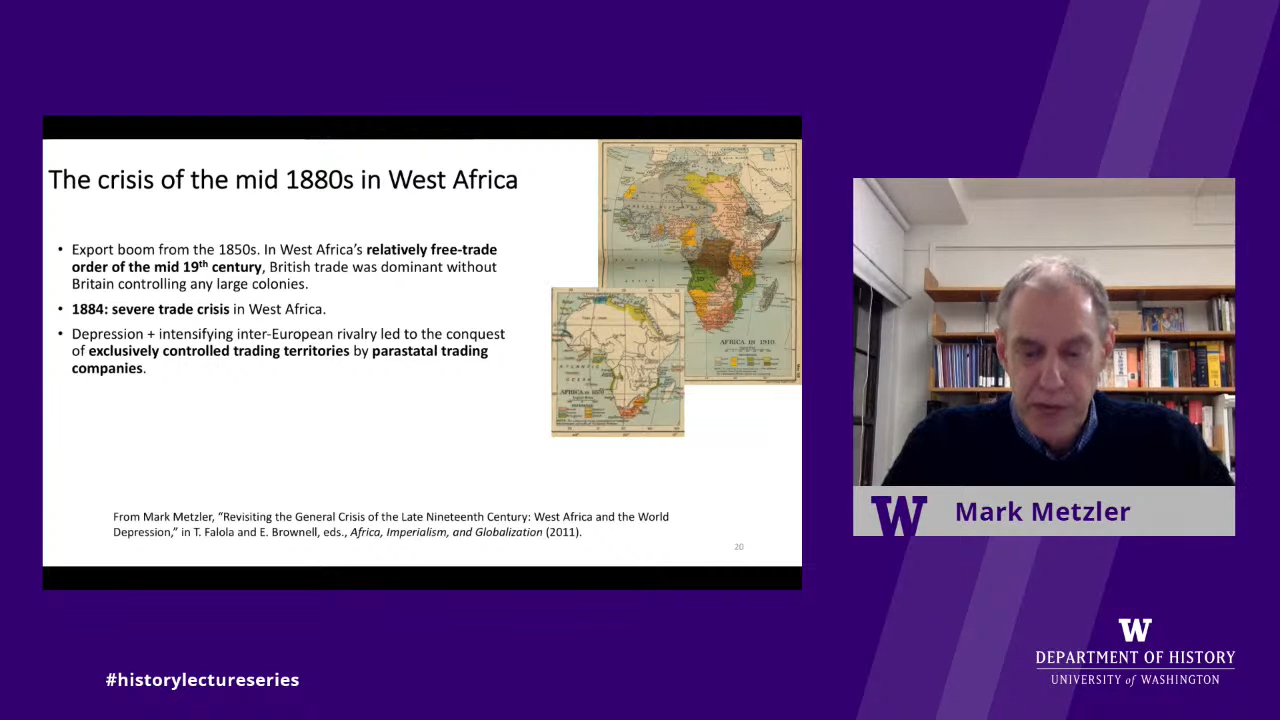 The crisis of the mid 1880s in West Africa
• Export boom from the 1850s. In West Africa's relatively free-trade
order of the mid 19th century, British trade was dominant without
Britain controlling any large colonies.
• 1884: severe trade crisis in West Africa.
• Depression + intensifying inter-European rivalry led to the conquest
of exclusively controlled trading territories by parastatal trading
companies.
AFRICA IN 1910.
AFRICA IN 1870
From Mark Metzler, "Revisiting the General Crisis of the Late Nineteenth Century: West Africa and the World
Depression," in T. Falola and E. Brownell, eds., Africa, Imperialism, and Globalization (2011).
20
W Mark Metzler
#historylectureseries
W
DEPARTMENT OF HISTORY
UNIVERSITY of WASHINGTON